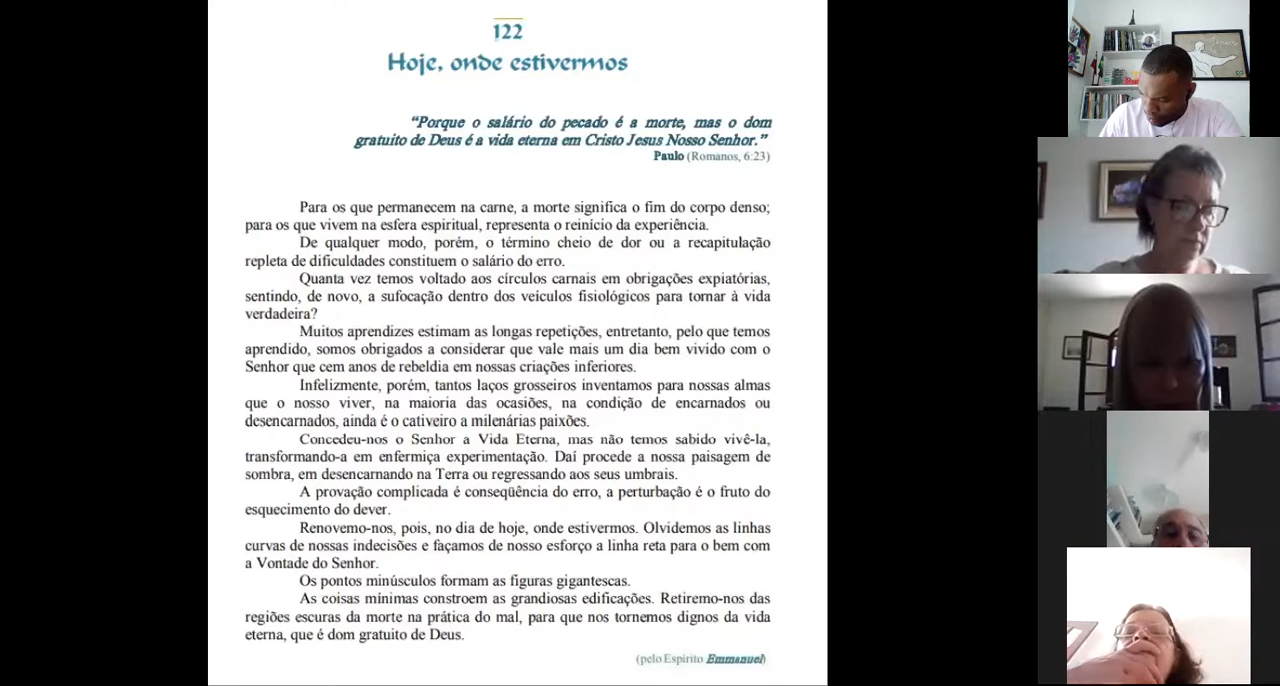 122
Hoje, onde estivermos
“Porque o salário do pecado é a morte, mas o dom
gratuito de Deus é a vida eterna em Cristo Jesus Nosso Senhor.”
Paulo (Romanos, 6:23)
Para os que permanecem na carne, a morte significa o fim do corpo denso;
para os que vivem na esfera espiritual, representa o reinício da experiência.
De qualquer modo, porém, o término cheio de dor ou a recapitulação
repleta de dificuldades constituem o salário do erro.
Quanta vez temos voltado aos círculos carnais em obrigações expiatórias,
sentindo, de novo, a sufocação dentro dos veículos fisiológicos para tornar à vida
verdadeira?
Muitos aprendizes estimam as longas repetições, entretanto, pelo que temos
aprendido, somos obrigados a considerar que vale mais um dia bem vivido com o
Senhor que cem anos de rebeldia em nossas criações inferiores.
Infelizmente, porém, tantos laços grosseiros inventamos para nossas almas
que o nosso viver, na maioria das ocasiões, na condição de encarnados ou
desencarnados, ainda é o cativeiro a milenárias paixões.
Concedeu-nos o Senhor a Vida Eterna, mas não temos sabido vivê-la,
transformando-a em enfermiça experimentação. Daí procede a nossa paisagem de
sombra, em desencarnando na Terra ou regressando aos seus umbrais.
A provação complicada é conseqüência do erro, a perturbação é o fruto do
esquecimento do dever.
Renovemo-nos, pois, no dia de hoje, onde estivermos. Olvidemos as linhas
curvas de nossas indecisões e façamos de nosso esforço a linha reta para o bem com
a Vontade do Senhor.
Os pontos minúsculos formam as figuras gigantescas.
As coisas mínimas constroem as grandiosas edificações. Retiremo-nos das
regiões escuras da morte na prática do mal, para que nos tornemos dignos da vida
eterna, que é dom gratuito de Deus.
(pelo Espírito Emmanuel)